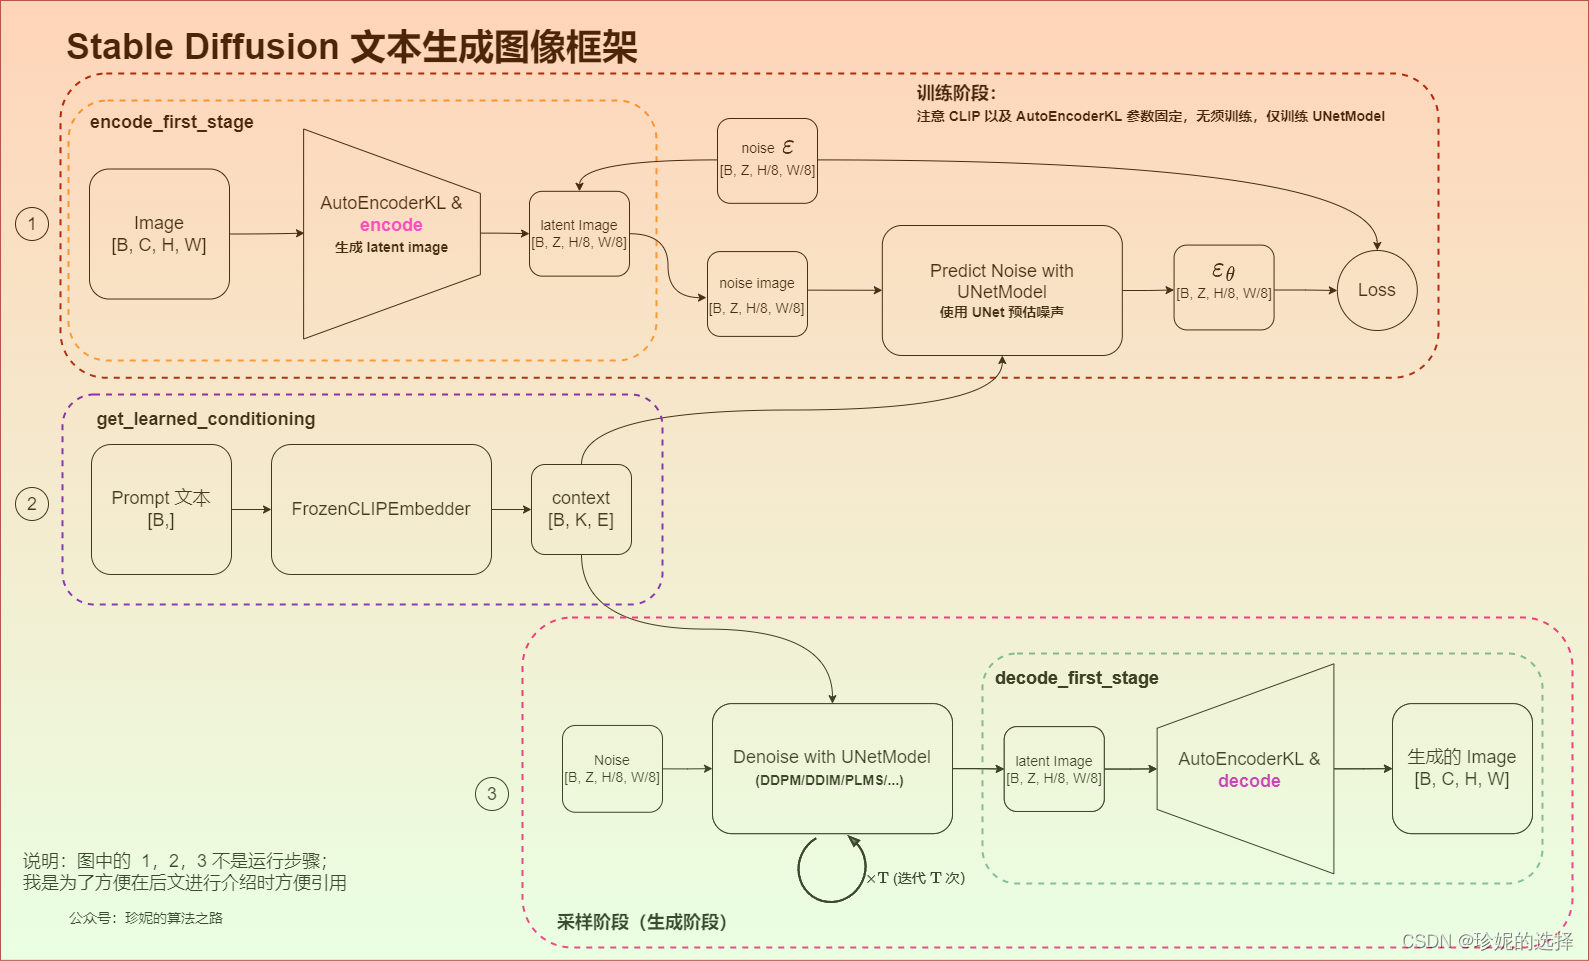 Stable Diffusion 文本生成图像框架
训练阶段：
注意 CLIP 以及 AutoEncoderKL 参数固定，无须训练，仅训练 UNetModel
encode_first_stage
1
Image
[B, C, H, W]
AutoEncoderKL &
encode
生成 latent image
latent Image
[B, Z, H/8, W/8]
noise ε
[B, Z, H/8, W/8]
noise image
[B, Z, H/8, W/8]
Predict Noise with
UNetModel
使用 UNet 预估噪声
εθ
[B, Z, H/8, W/8]
Loss
get_learned_conditioning
2
Prompt 文本
[B,]
FrozenCLIPEmbedder
context
[B, K, E]
decode_first_stage
3
Noise
[B, Z, H/8, W/8]
Denoise with UNetModel
(DDPM/DDIM/PLMS/...)
×T (迭代 T 次)
latent Image
[B, Z, H/8, W/8]
AutoEncoderKL &
decode
生成的 Image
[B, C, H, W]
采样阶段（生成阶段）
说明：图中的 1，2，3 不是运行步骤；
我是为了方便在后文进行介绍时方便引用
公众号：珍妮的算法之路
CSDN @珍妮的选择